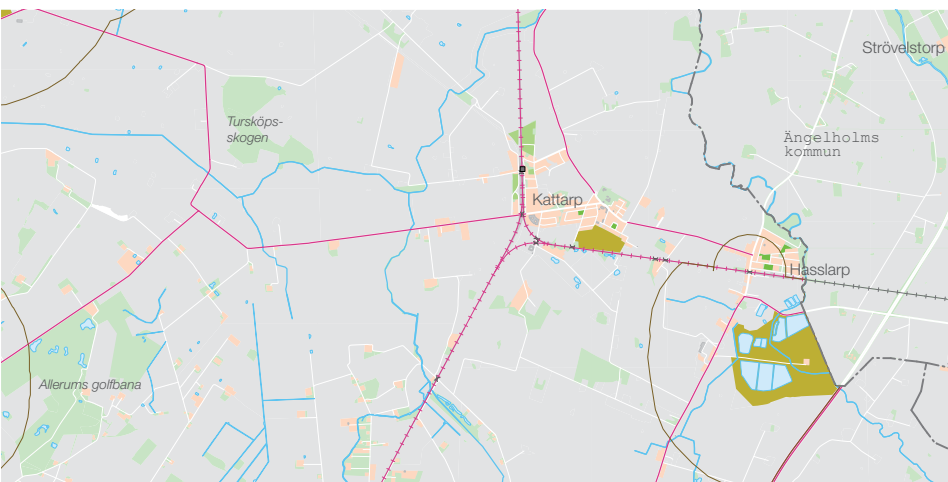 Strövelstorp
TurSköps-
skogen
Ängelholms
kommun
Kattarp
Hasslarp
Allerums golfbana